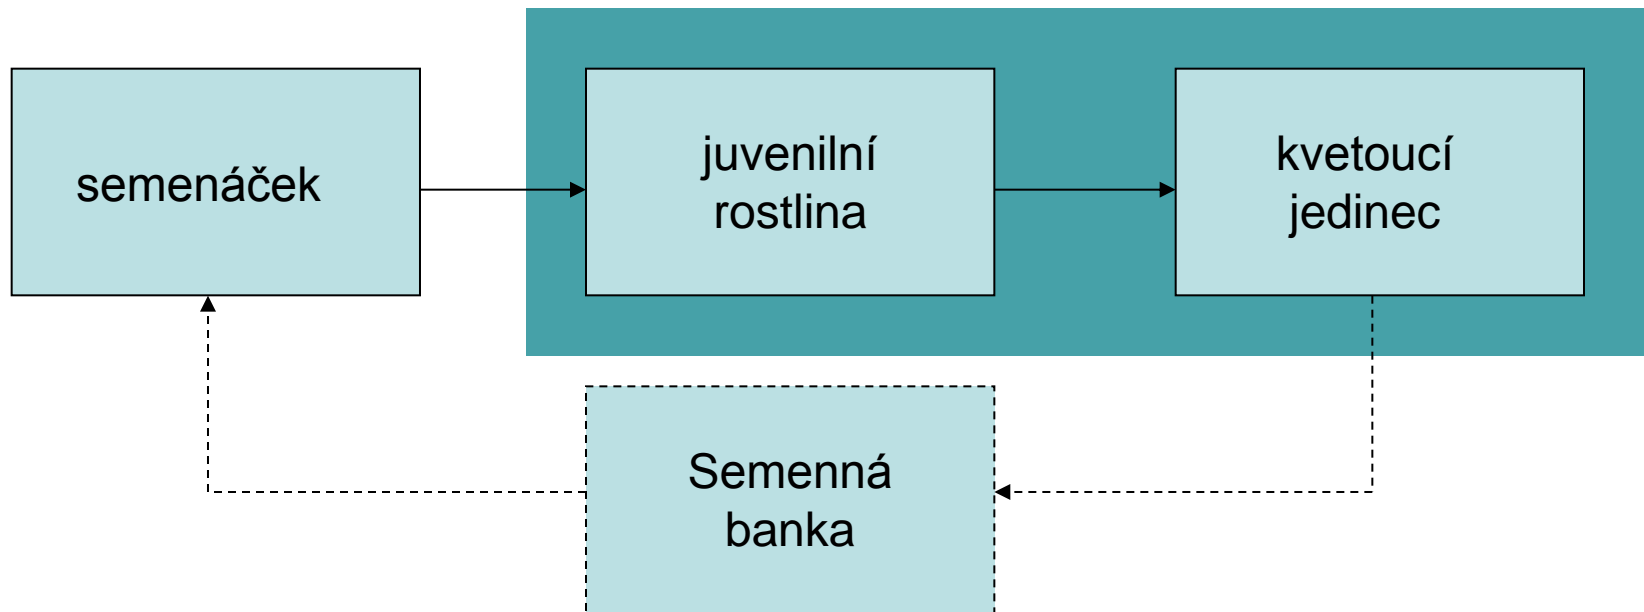 semenáček
juvenilní
rostlina
kvetoucí
jedinec
Semenná
banka